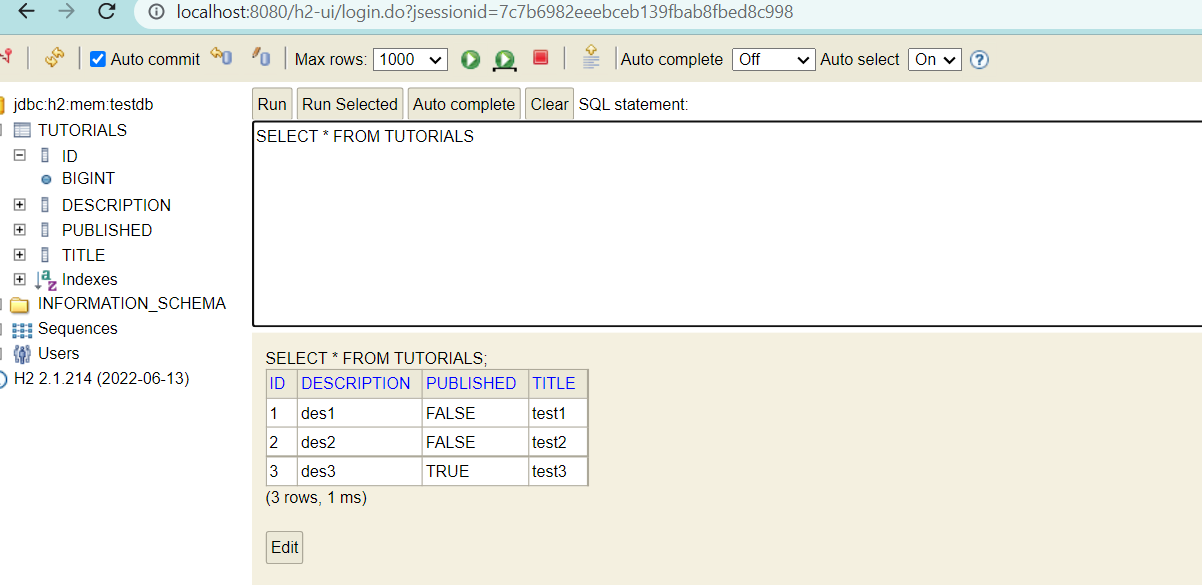 localhost:8080/h2-ui/login.do?jsessionid=7c7b6982eeebceb139fbab8fbed8c998
Auto commit Max rows: 1000 Auto complete Off Auto select On ?
jdbc:h2:mem:testdb
TUTORIALS
ID
BIGINT
DESCRIPTION
PUBLISHED
TITLE
Indexes
INFORMATION_SCHEMA
Sequences
Users
H2 2.1.214 (2022-06-13)
Run Run Selected Auto complete Clear SQL statement:
SELECT * FROM TUTORIALS
SELECT * FROM TUTORIALS;
ID DESCRIPTION PUBLISHED TITLE
1 des1 FALSE test1
2 des2 FALSE test2
3 des3 TRUE test3
(3 rows, 1 ms)
Edit